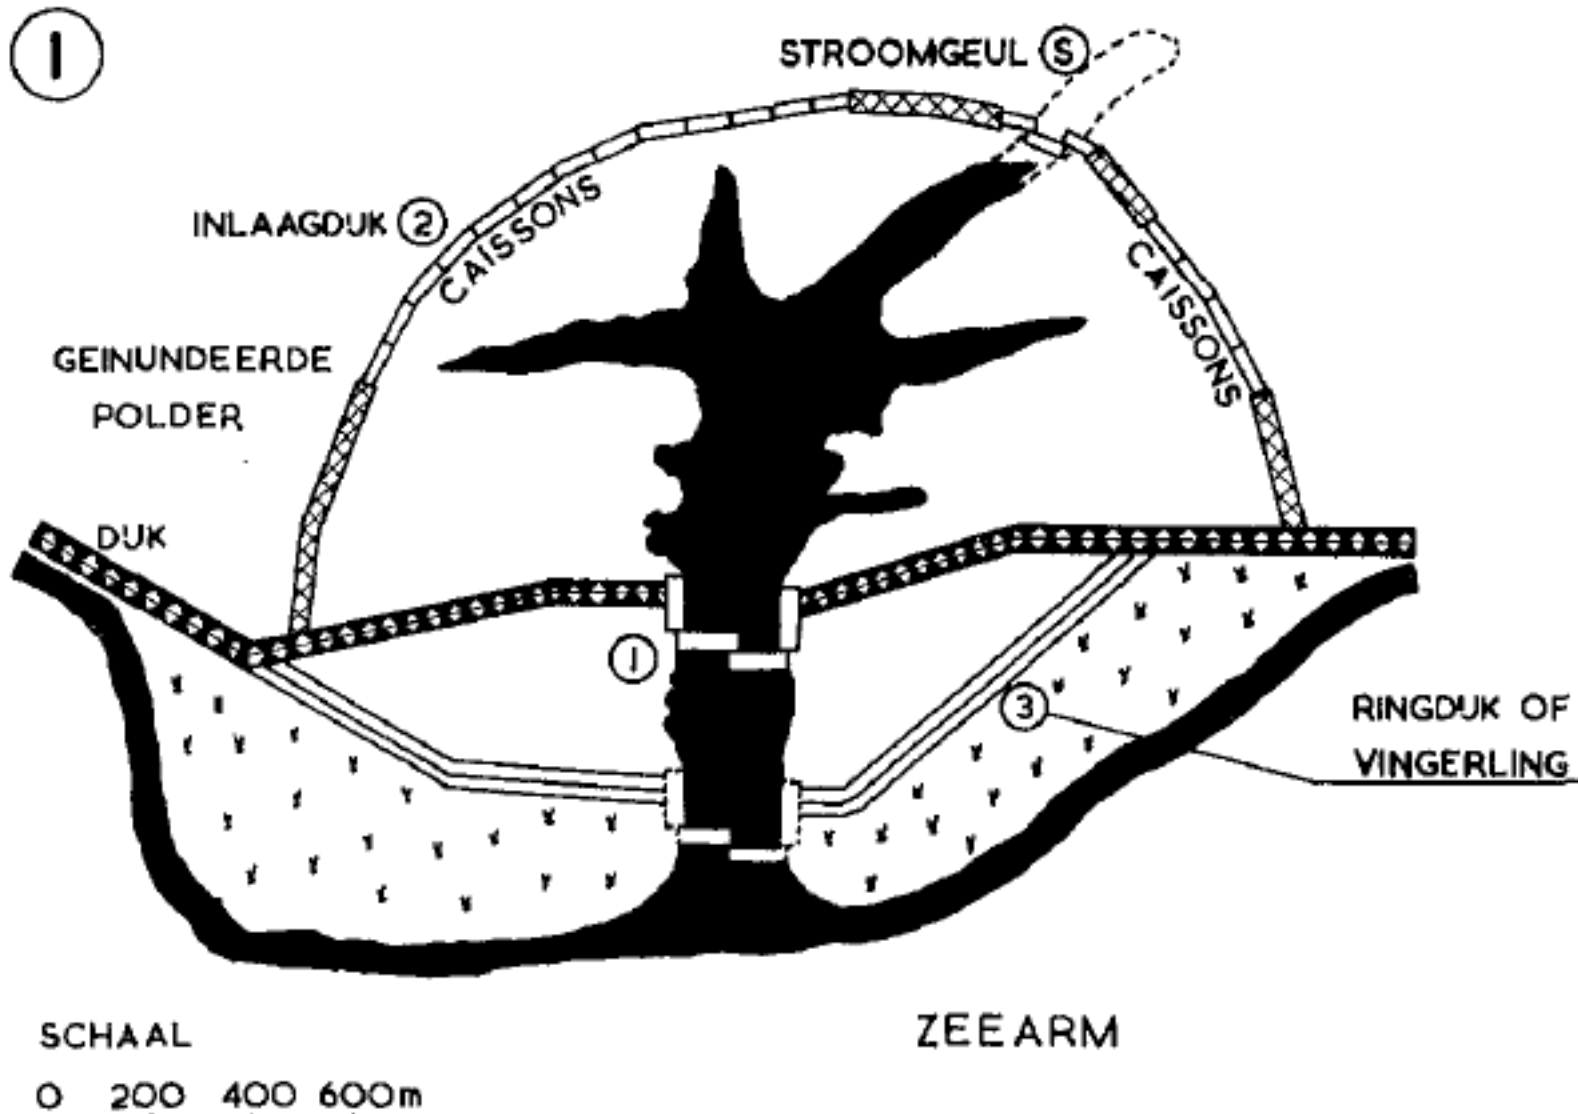 1
STROOMGEUL S
INLAAGDIJK 2
CAISSONS
CAISSONS
GEINUNDEERDE
POLDER
DIJK
1
3
RINGDIJK OF
VINGERLING
SCHAAL
ZEEARM
0 200 400 600m